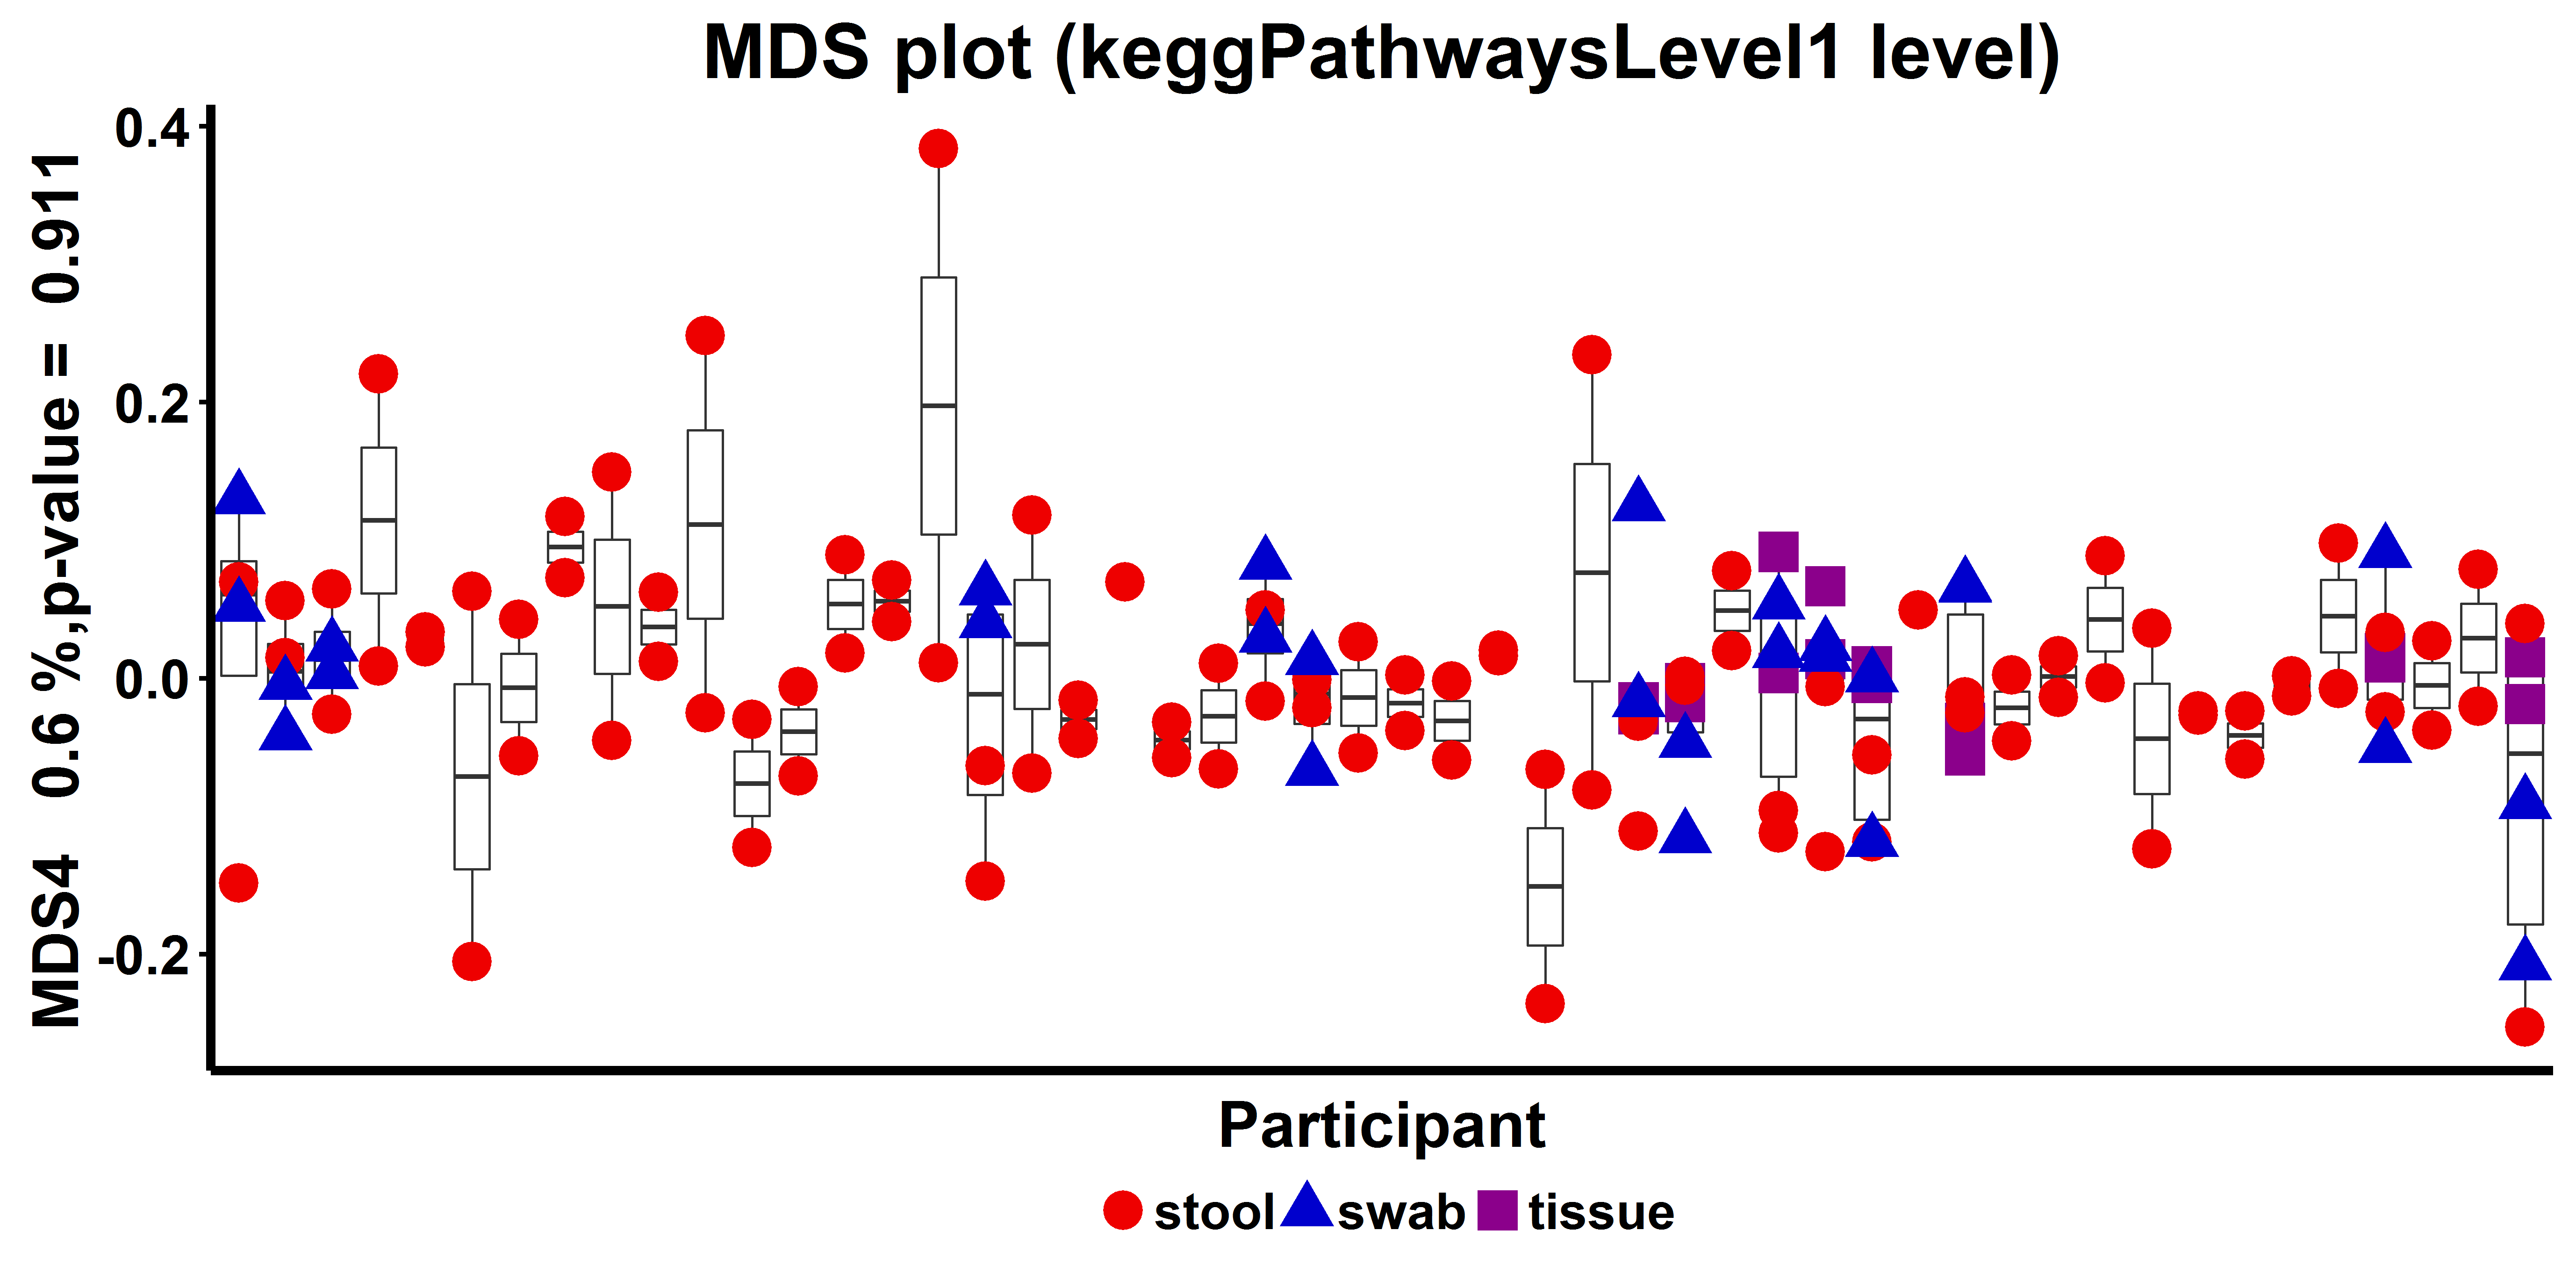 MDS plot (keggPathwaysLevel1 level)
MDS4 0.6 %,p-value = 0.911
0.4
0.2
0.0
-0.2
Participant
stool swab tissue